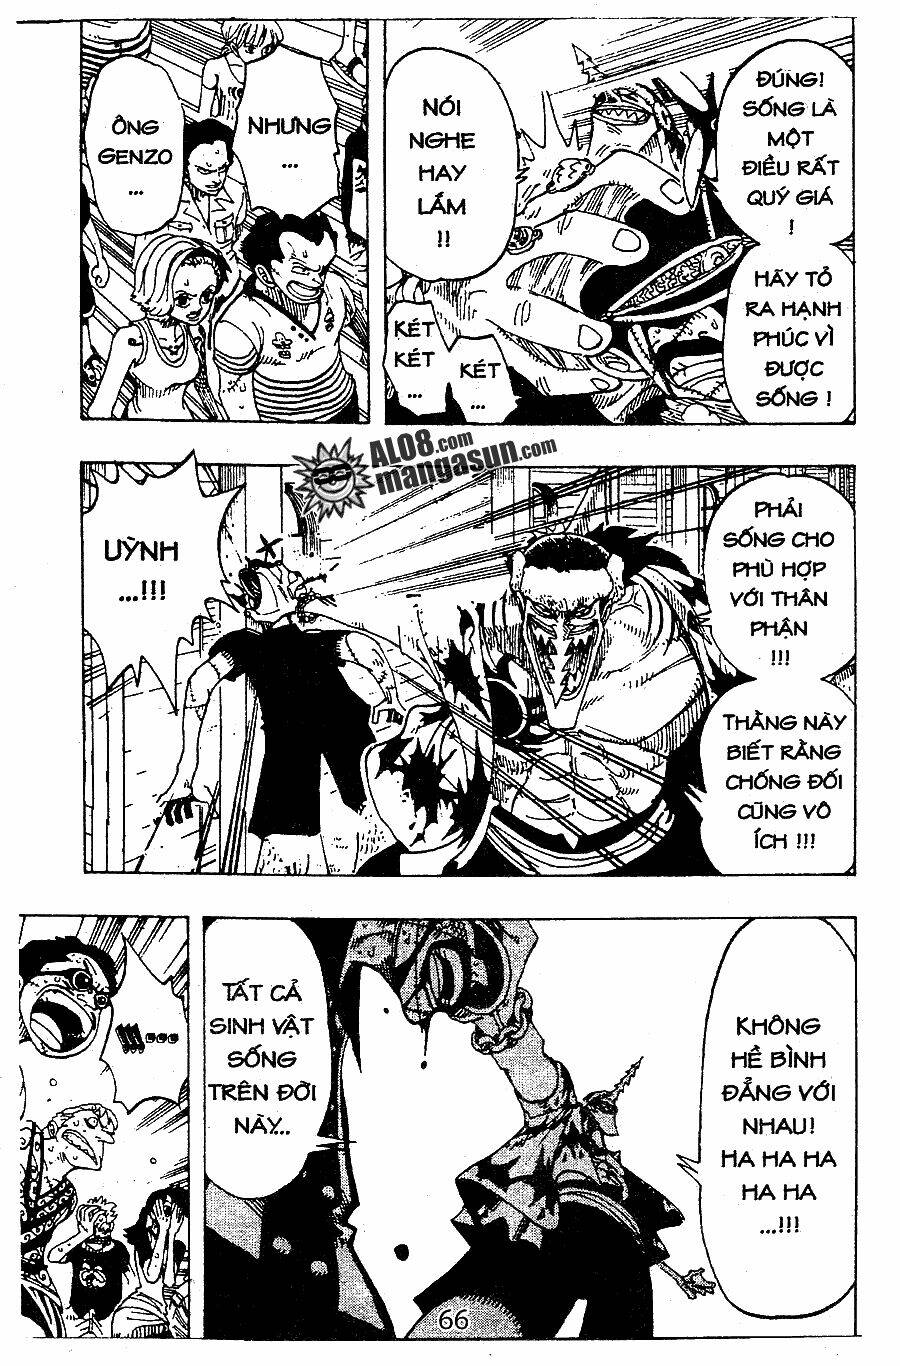 ĐÚNG!
SỐNG LÀ
MỘT
ĐIỀU RẤT
QUÝ GIÁ
!
HÃY TỎ
RA HẠNH
PHÚC VÌ
ĐƯỢC
SỐNG !
NÓI
NGHE
HAY
LẮM
!!
KÉT
KÉT
...
KÉT
...
NHƯNG
...
ÔNG
GENZO
...
AL08.com
mangasun.com
PHẢI
SỐNG CHO
PHÙ HỢP
VỚI THÂN
PHẬN
!!!
THẰNG NÀY
BIẾT RẰNG
CHỐNG ĐỐI
CŨNG VÔ
ÍCH !!!
UỲNH
...!!!
TẤT CẢ
SINH VẬT
SỐNG
TRÊN ĐỜI
NÀY...
KHÔNG
HỀ BÌNH
ĐẲNG VỚI
NHAU!
HA HA HA
HA HA
...!!!
!!!...
66